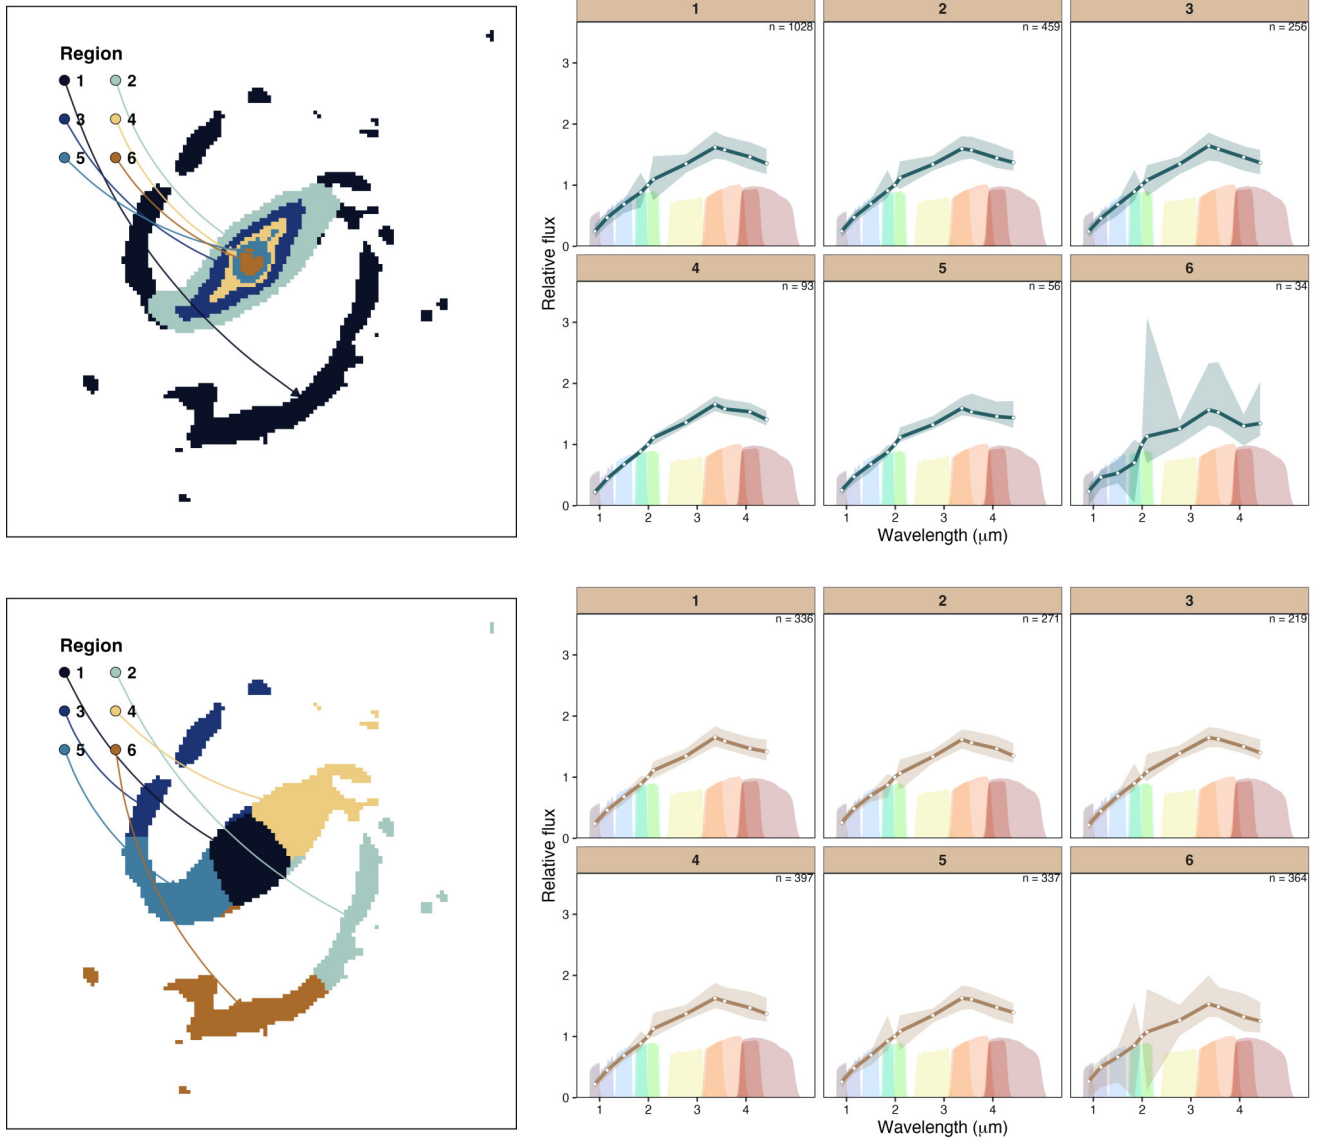 Region
1 2
3 4
5 6
1 2 3
n = 1028 n = 459 n = 256
3
2
1
0
4 5 6
n = 93 n = 56 n = 34
3
2
1
0
Relative flux
1 2 3 4 1 2 3 4 1 2 3 4
Wavelength (μm)
Region
1 2
3 4
5 6
1 2 3
n = 336 n = 271 n = 219
3
2
1
0
4 5 6
n = 397 n = 337 n = 364
3
2
1
0
Relative flux
1 2 3 4 1 2 3 4 1 2 3 4
Wavelength (μm)